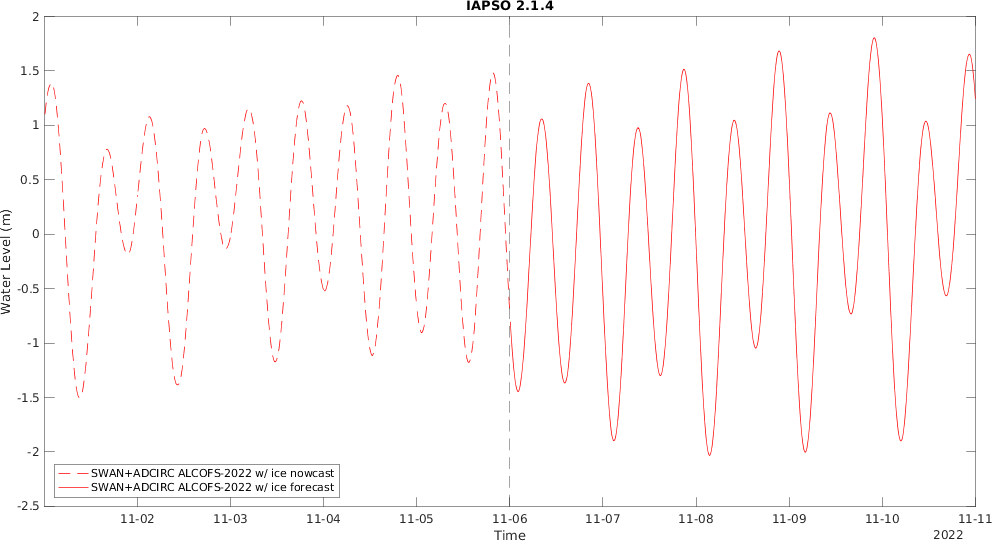 IAPSO 2.1.4
2
1.5
1
0.5
0
-0.5
-1
-1.5
-2
-2.5
Water Level (m)
SWAN+ADCIRC ALCOFS-2022 w/ ice nowcast
SWAN+ADCIRC ALCOFS-2022 w/ ice forecast
11-02 11-03 11-04 11-05 11-06 11-07 11-08 11-09 11-10 11-11
Time
2022